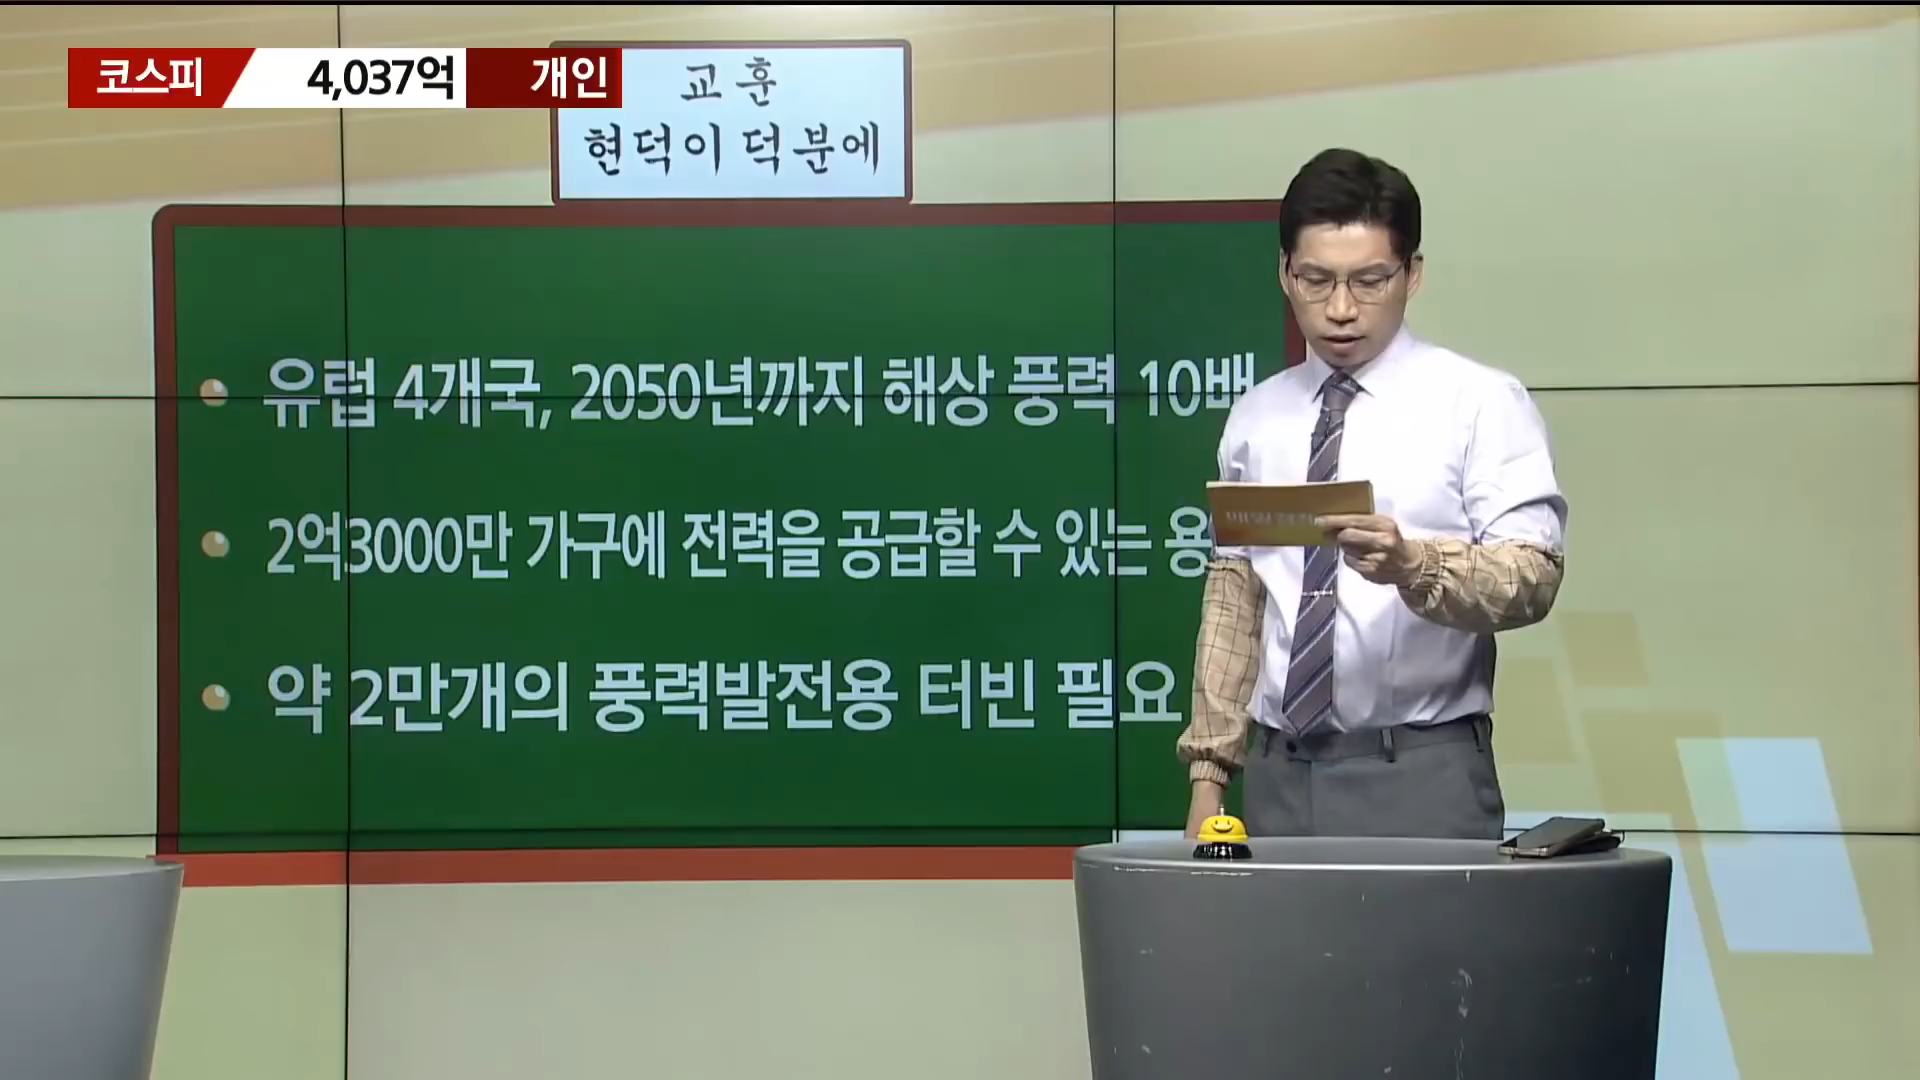 코스피 4,037억 개인
교훈
현덕이 덕분에
유럽 4개국, 2050년까지 해상 풍력 10배
2억3000만 가구에 전력을 공급할 수 있는
약 2만개의 풍력발전용 터빈 필요